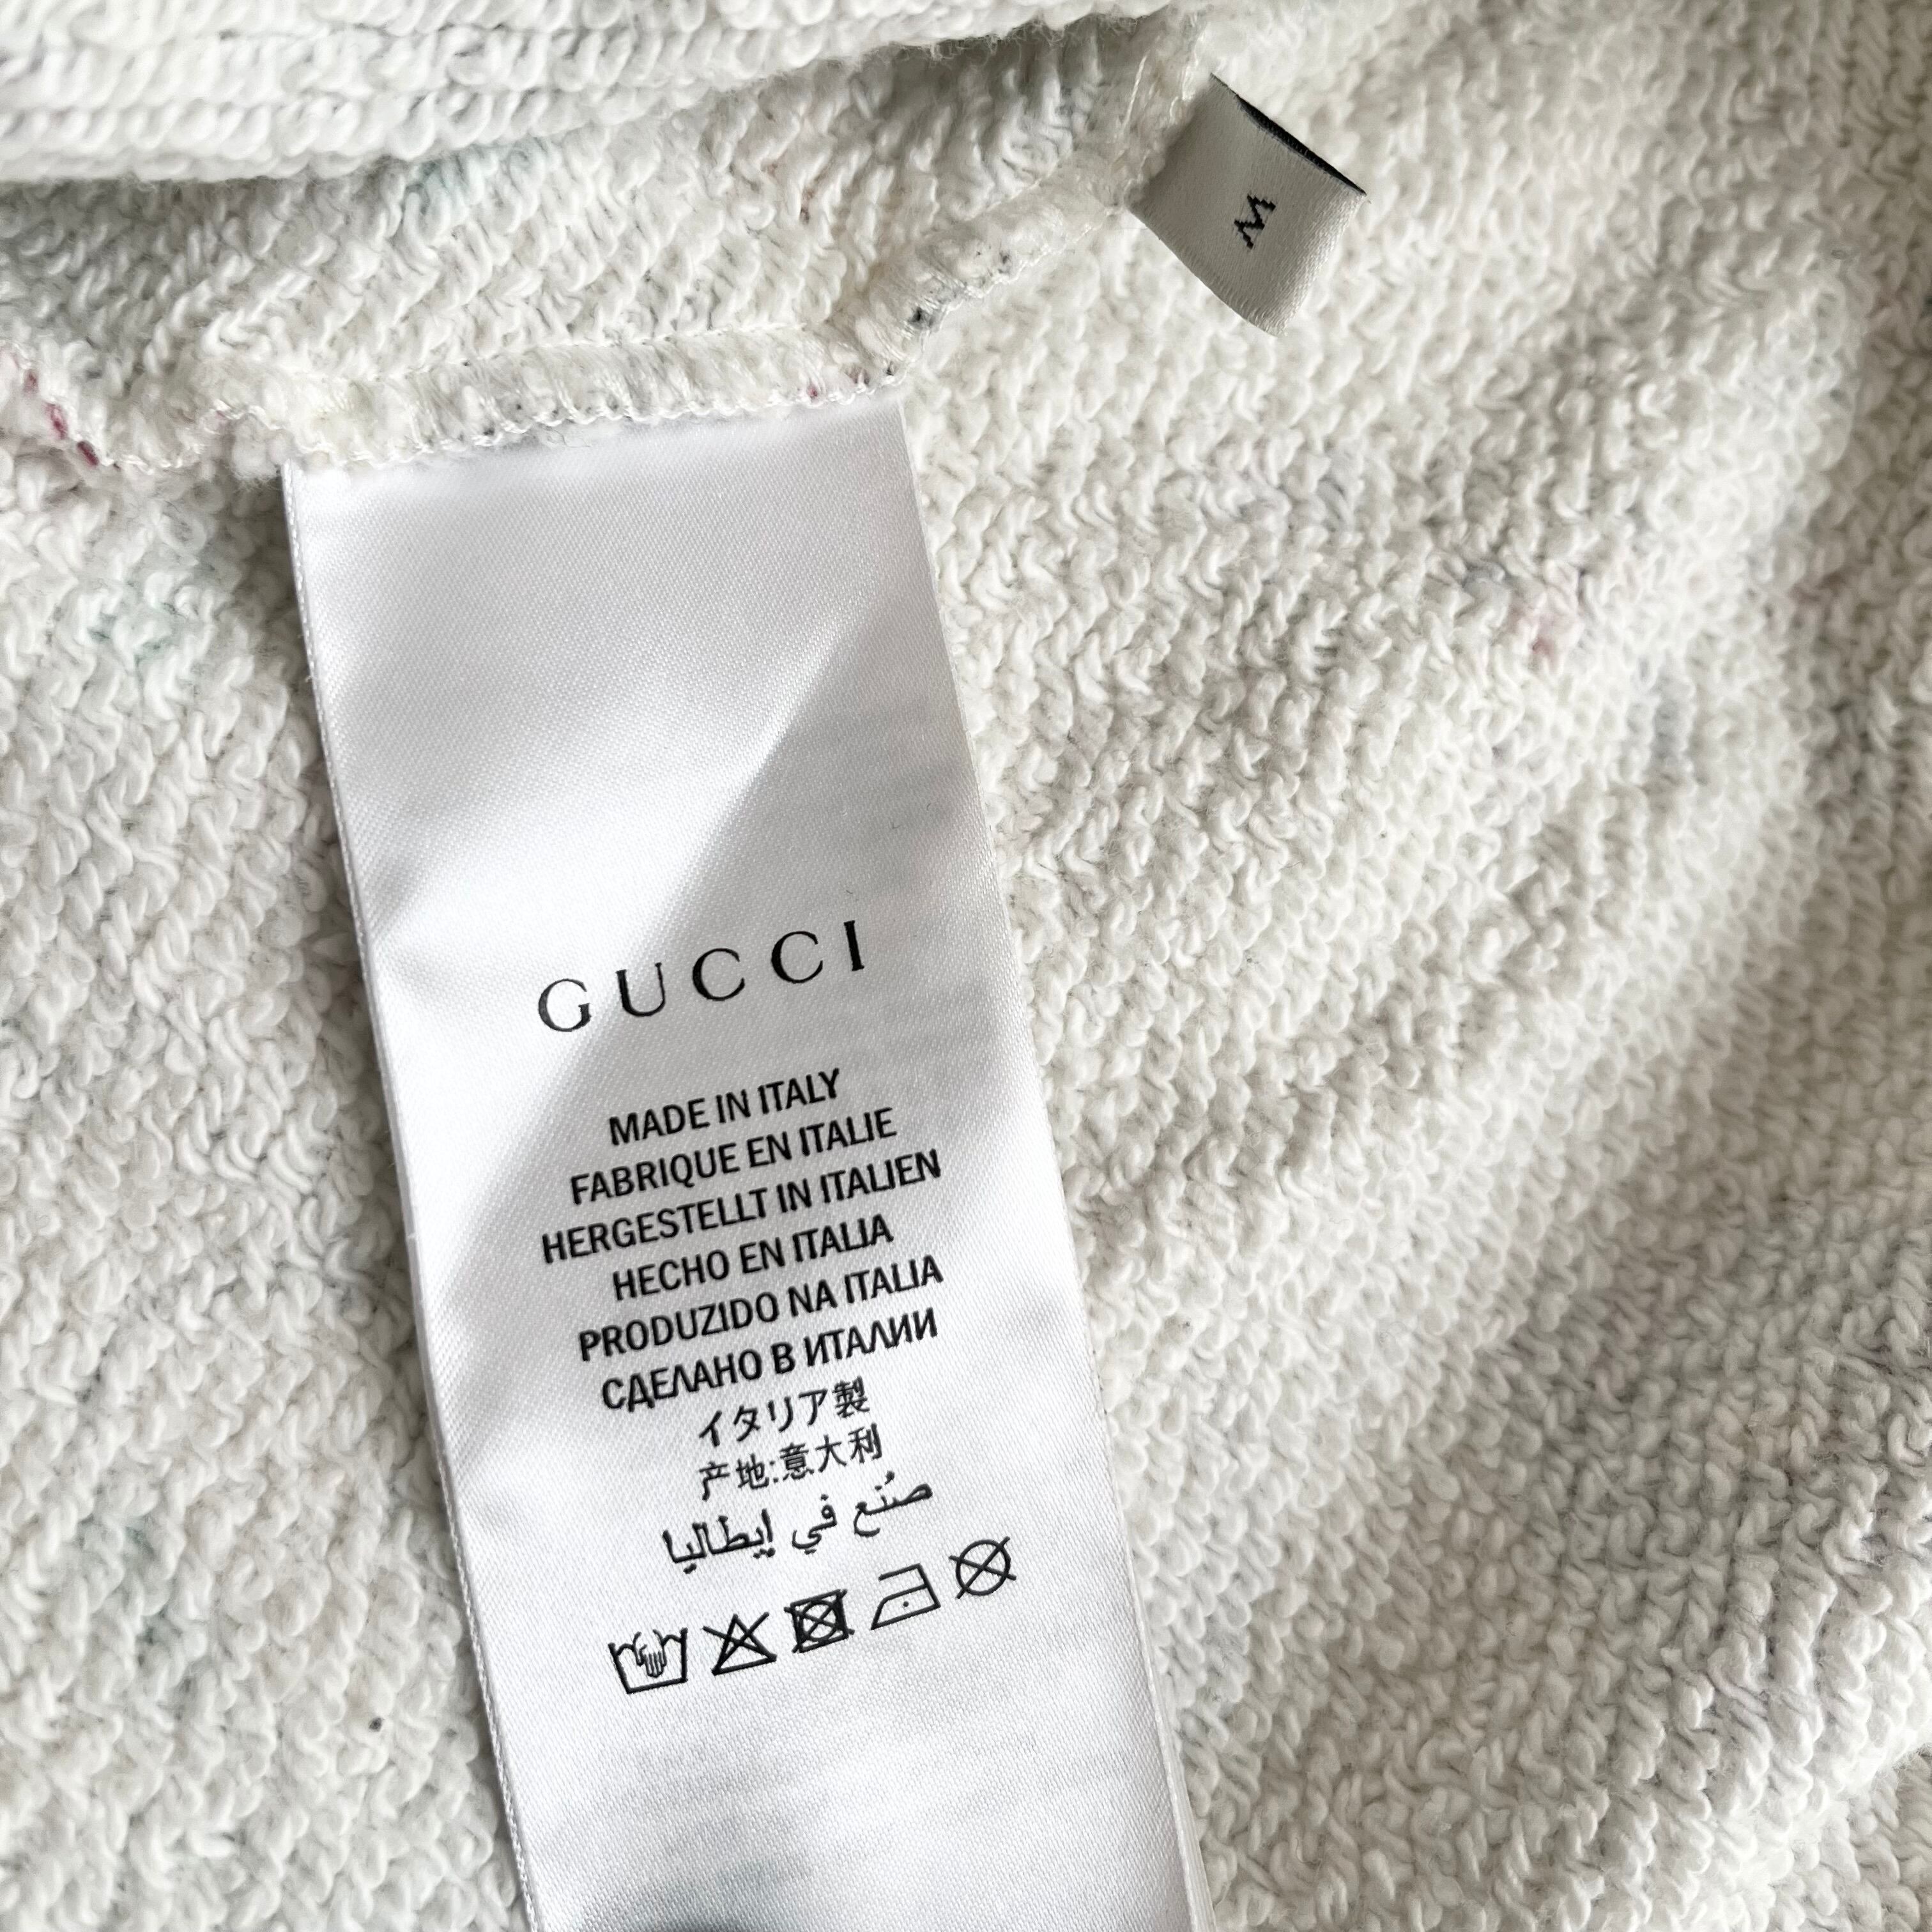 M
GUCCI
MADE IN ITALY
FABRIQUE EN ITALIE
HERGESTELLT IN ITALIEN
HECHO EN ITALIA
PRODUZIDO NA ITALIA
СДЕЛАНО В ИТАЛИИ
イタリア製
产地:意大利
صُنع في إيطاليا